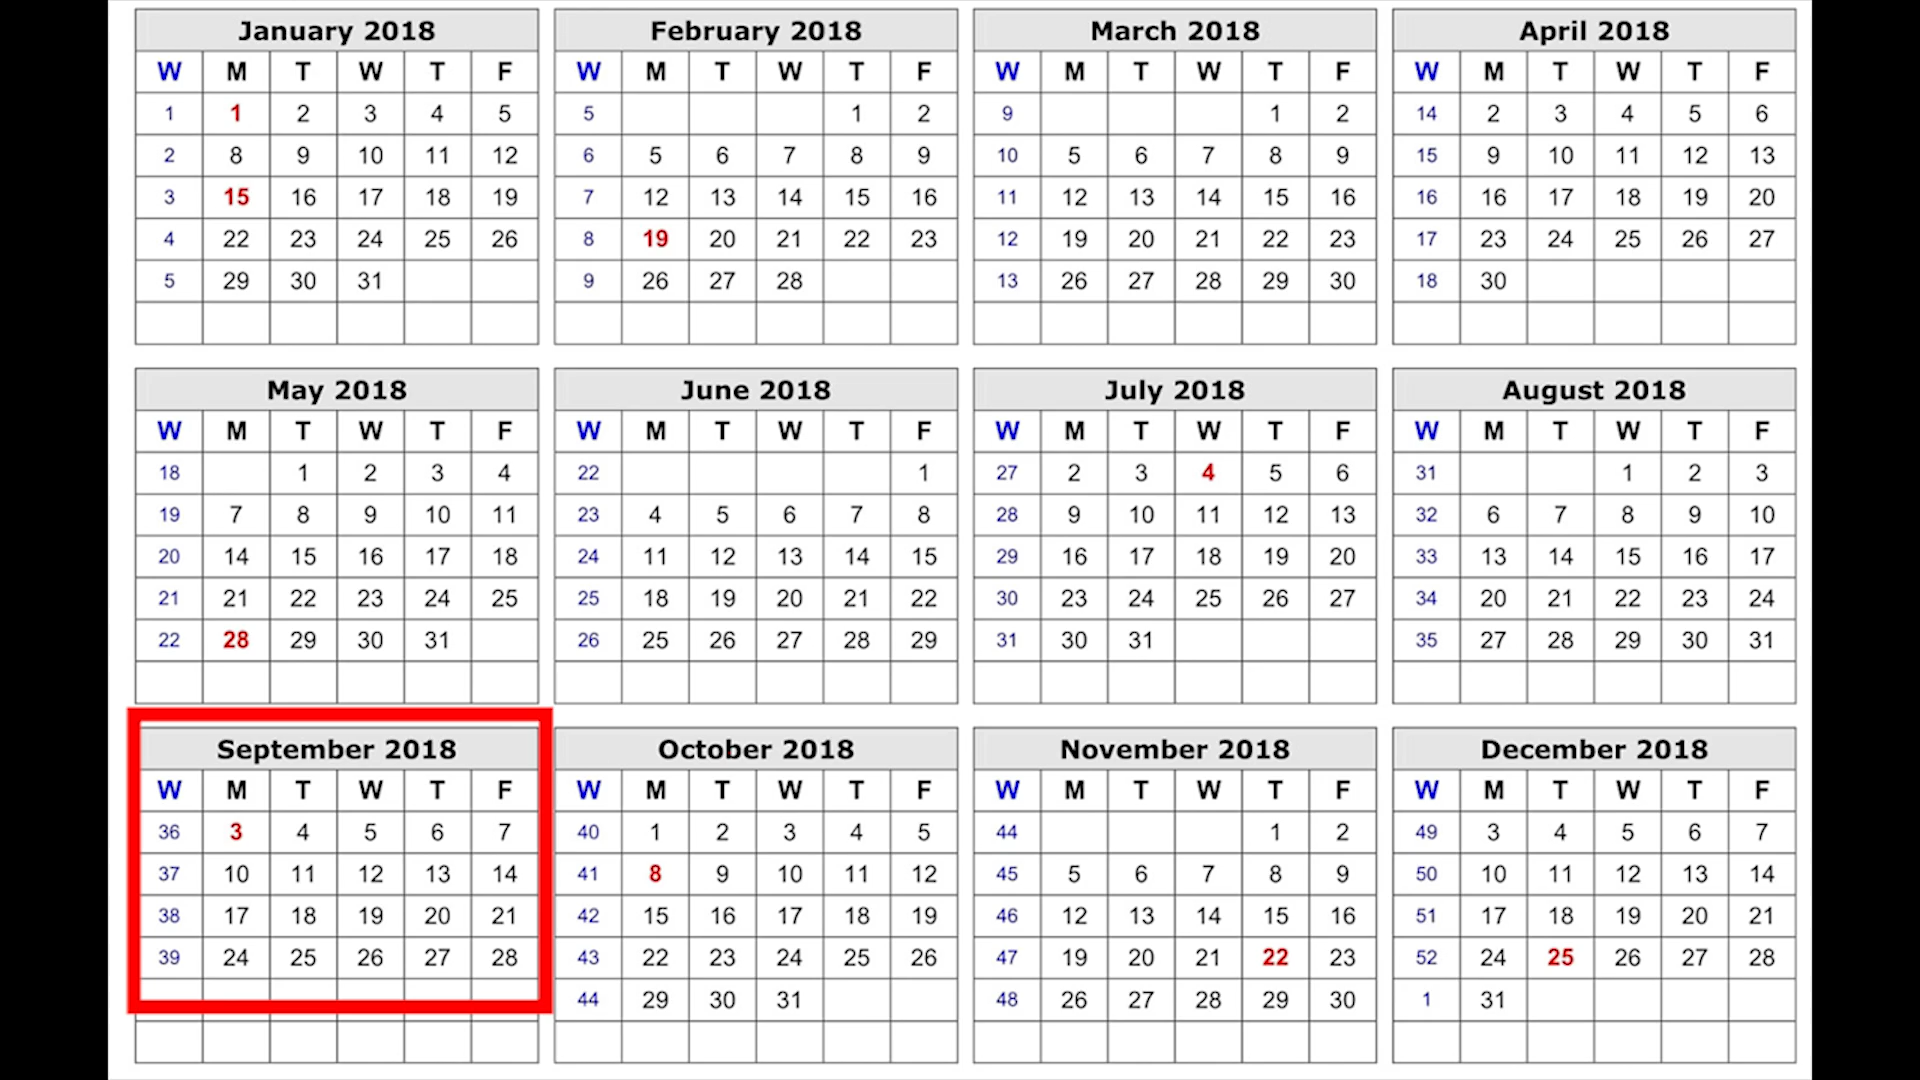 January 2018
W M T W T F
1 1 2 3 4 5
2 8 9 10 11 12
3 15 16 17 18 19
4 22 23 24 25 26
5 29 30 31
February 2018
W M T W T F
5 1 2
6 5 6 7 8 9
7 12 13 14 15 16
8 19 20 21 22 23
9 26 27 28
March 2018
W M T W T F
9 1 2
10 5 6 7 8 9
11 12 13 14 15 16
12 19 20 21 22 23
13 26 27 28 29 30
April 2018
W M T W T F
14 2 3 4 5 6
15 9 10 11 12 13
16 16 17 18 19 20
17 23 24 25 26 27
18 30
May 2018
W M T W T F
18 1 2 3 4
19 7 8 9 10 11
20 14 15 16 17 18
21 21 22 23 24 25
22 28 29 30 31
June 2018
W M T W T F
22 1
23 4 5 6 7 8
24 11 12 13 14 15
25 18 19 20 21 22
26 25 26 27 28 29
July 2018
W M T W T F
27 2 3 4 5 6
28 9 10 11 12 13
29 16 17 18 19 20
30 23 24 25 26 27
31 30 31
August 2018
W M T W T F
31 1 2 3
32 6 7 8 9 10
33 13 14 15 16 17
34 20 21 22 23 24
35 27 28 29 30 31
September 2018
W M T W T F
36 3 4 5 6 7
37 10 11 12 13 14
38 17 18 19 20 21
39 24 25 26 27 28
October 2018
W M T W T F
40 1 2 3 4 5
41 8 9 10 11 12
42 15 16 17 18 19
43 22 23 24 25 26
44 29 30 31
November 2018
W M T W T F
44 1 2
45 5 6 7 8 9
46 12 13 14 15 16
47 19 20 21 22 23
48 26 27 28 29 30
December 2018
W M T W T F
49 3 4 5 6 7
50 10 11 12 13 14
51 17 18 19 20 21
52 24 25 26 27 28
1 31